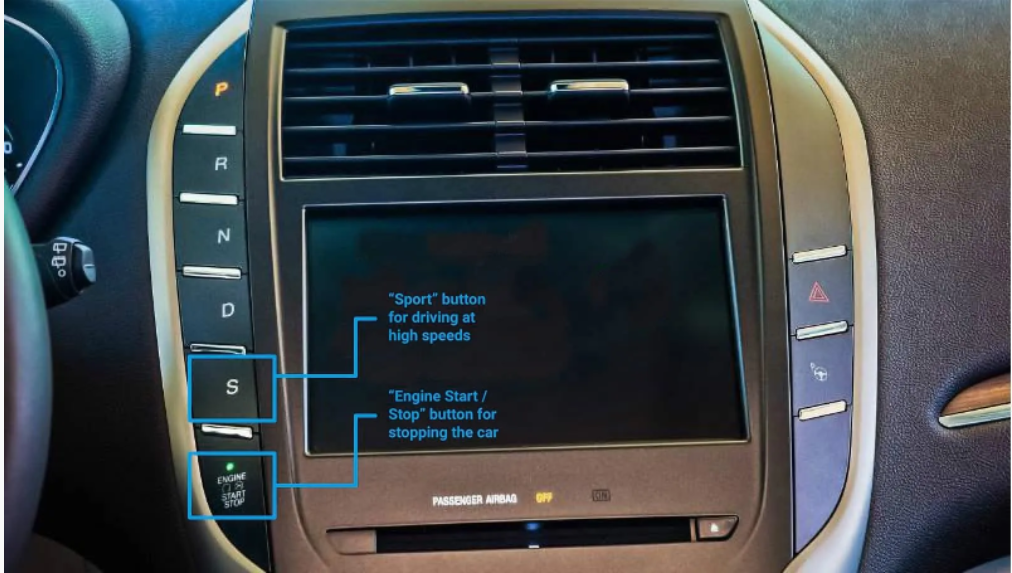 P
R
N
D
S
ENGINE
START
STOP
"Sport" button
for driving at
high speeds
"Engine Start /
Stop" button for
stopping the car
PASSENGER AIRBAG OFF ON